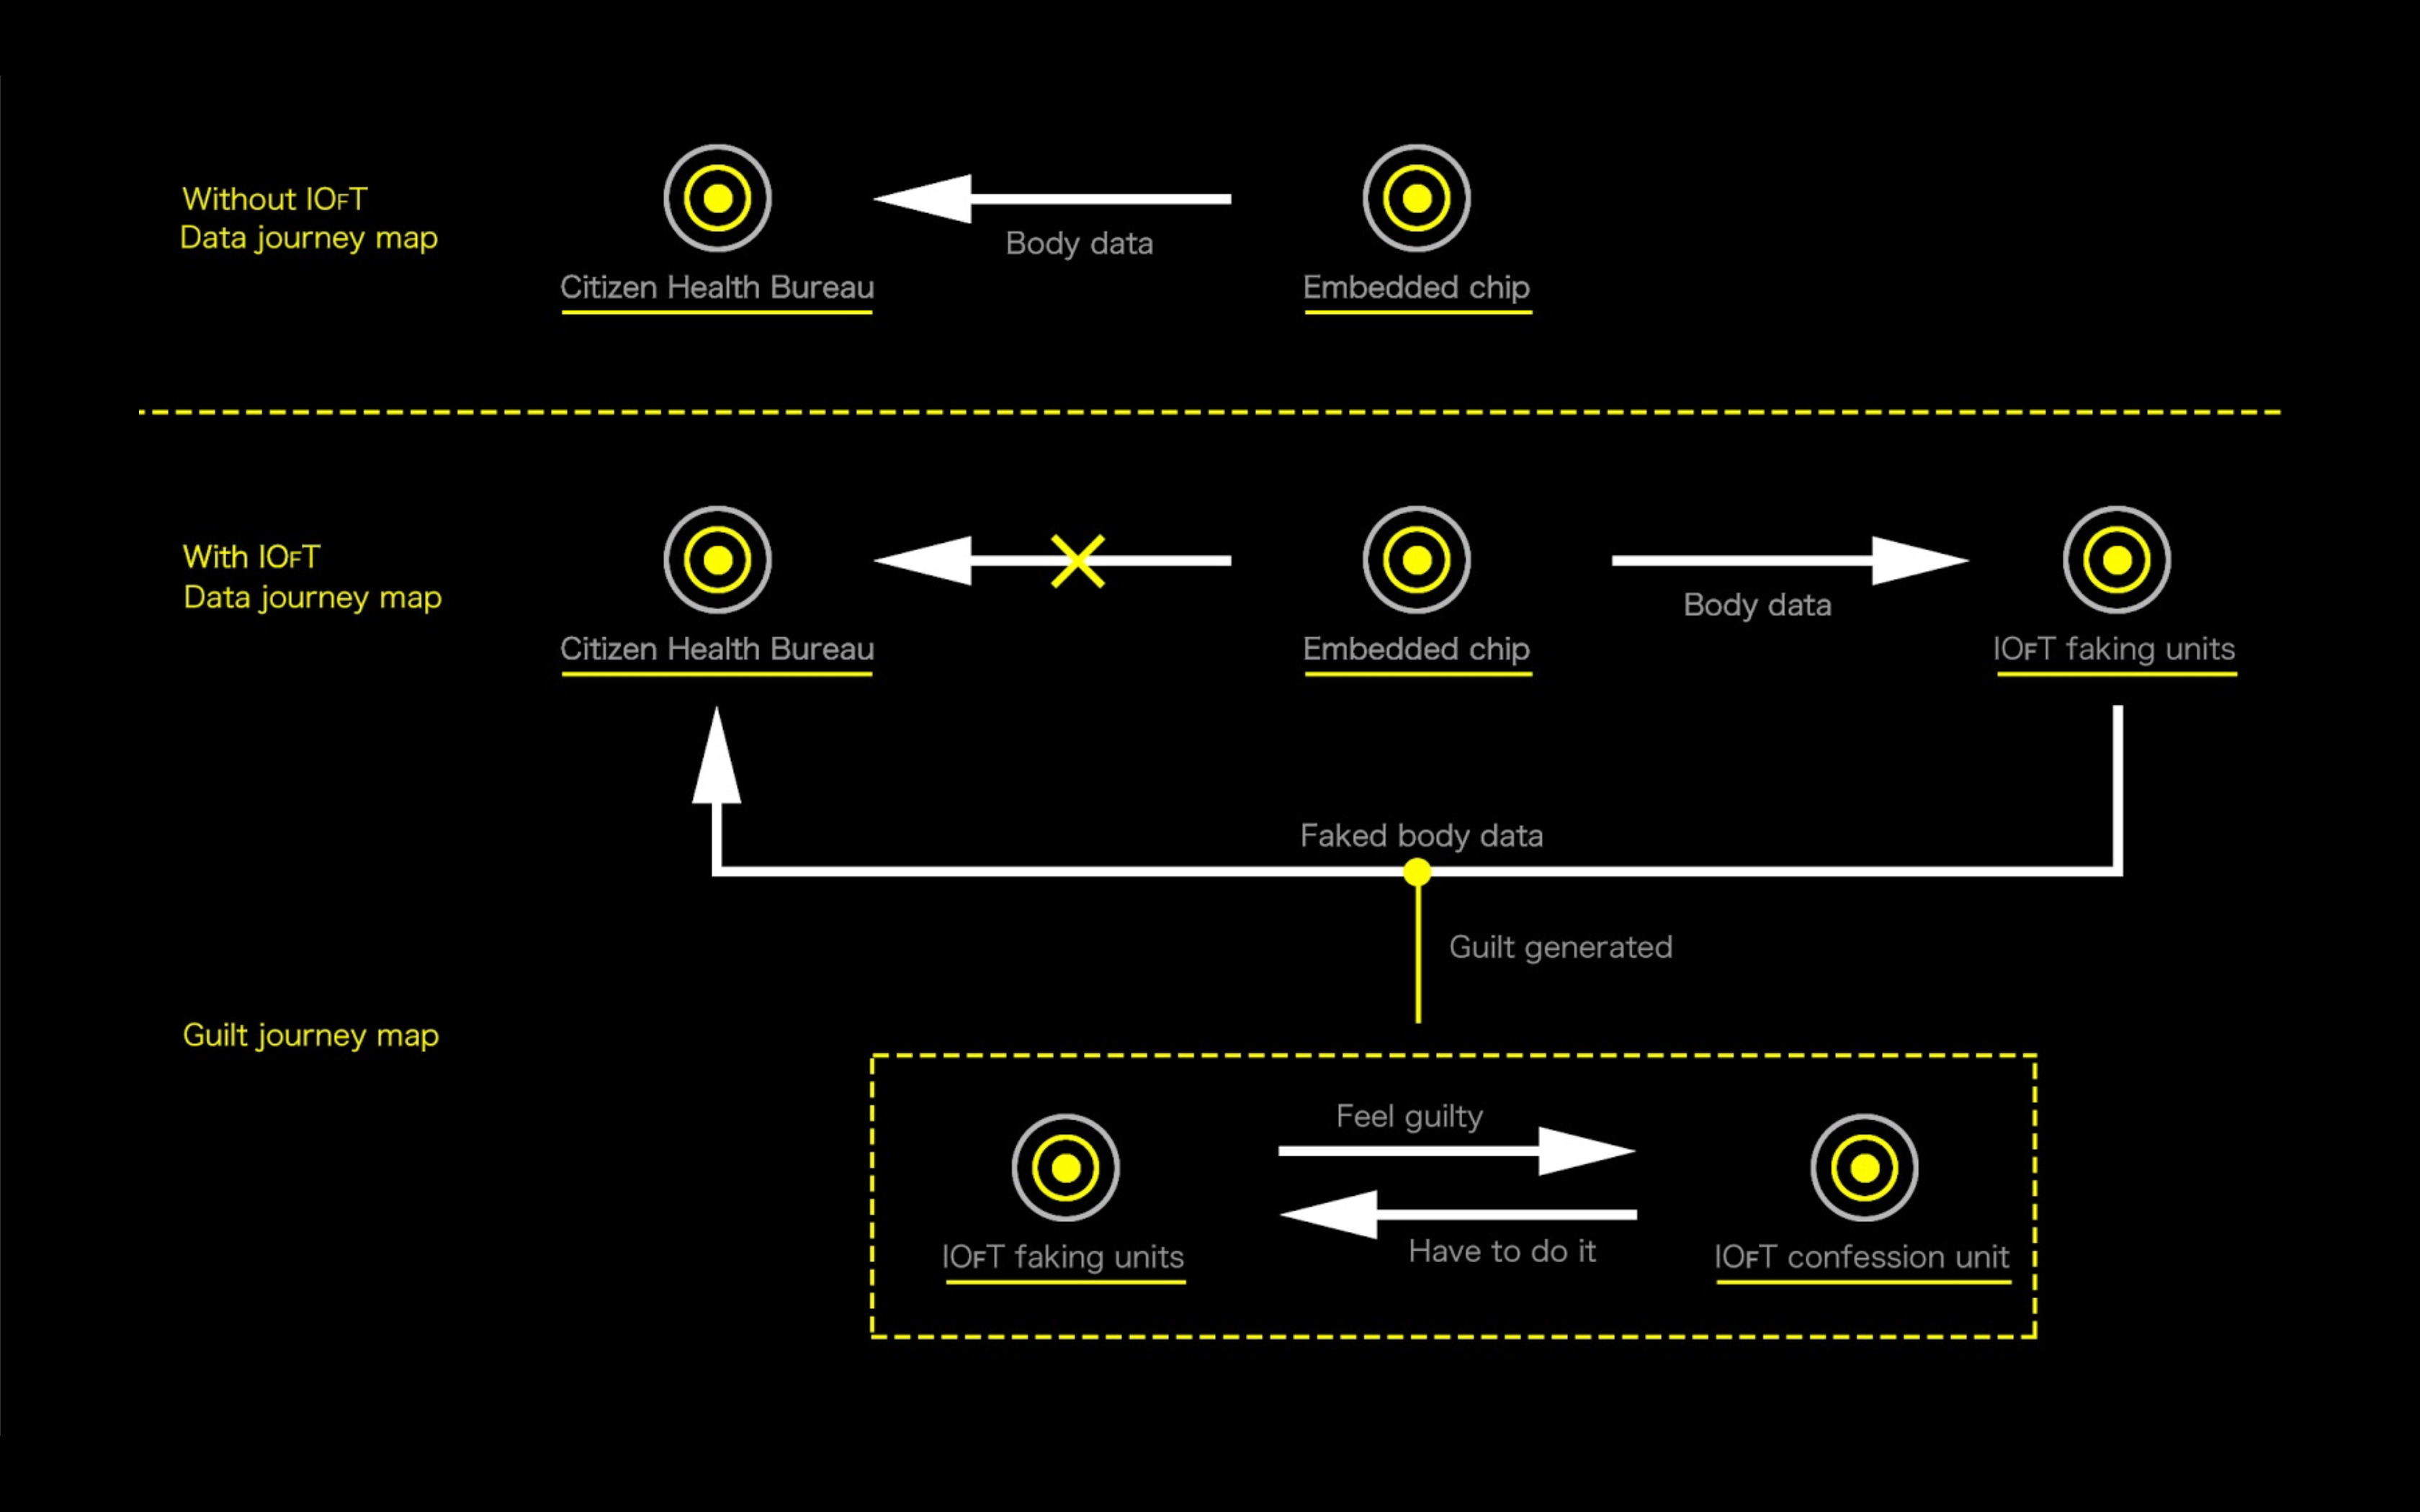 Without IOFT
Data journey map
Body data
Citizen Health Bureau
Embedded chip
With IOFT
Data journey map
Body data
Citizen Health Bureau
Embedded chip
IOFT faking units
Faked body data
Guilt generated
Guilt journey map
Feel guilty
Have to do it
IOFT faking units
IOFT confession unit